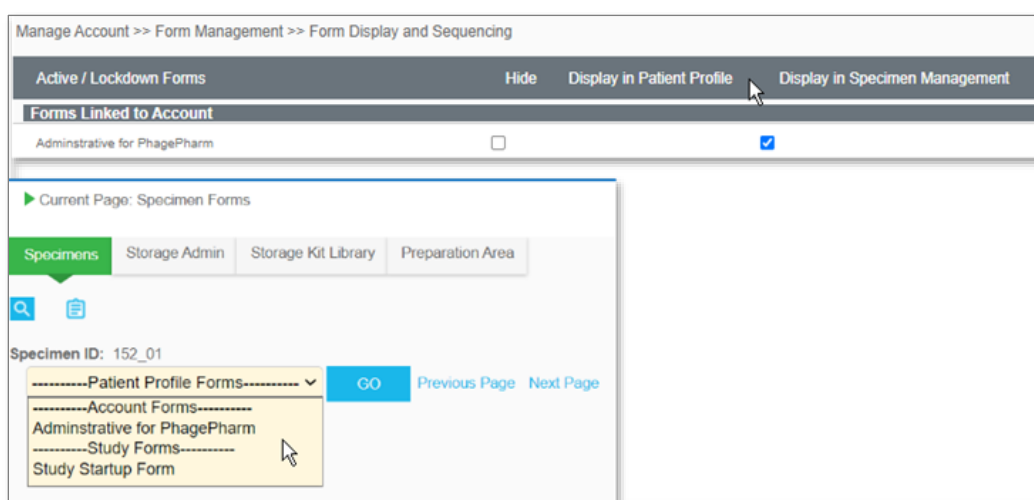 Manage Account >> Form Management >> Form Display and Sequencing
Active / Lockdown Forms Hide Display in Patient Profile Display in Specimen Management
Forms Linked to Account
Adminstrative for PhagePharm
Current Page: Specimen Forms
Specimens Storage Admin Storage Kit Library Preparation Area
Specimen ID: 152_01
----------Patient Profile Forms---------- GO Previous Page Next Page
----------Account Forms----------
Adminstrative for PhagePharm
----------Study Forms----------
Study Startup Form